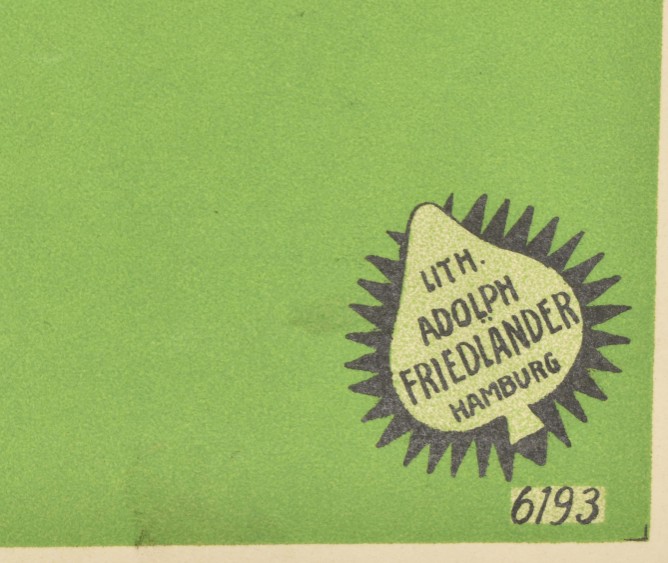 LITH.
ADOLPH
FRIEDLÄNDER
HAMBURG
6193